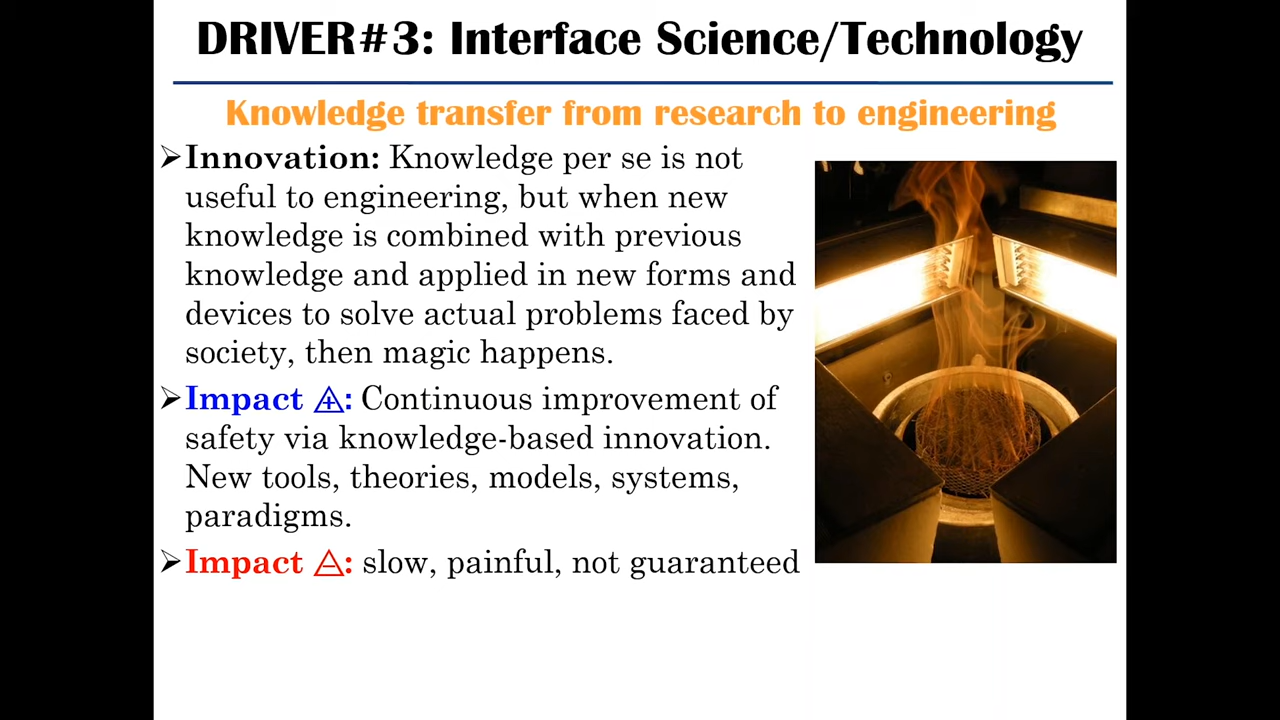 DRIVER#3: Interface Science/Technology
Knowledge transfer from research to engineering
➢Innovation: Knowledge per se is not
useful to engineering, but when new
knowledge is combined with previous
knowledge and applied in new forms and
devices to solve actual problems faced by
society, then magic happens.
➢Impact ⨹: Continuous improvement of
safety via knowledge-based innovation.
New tools, theories, models, systems,
paradigms.
➢Impact ⨺: slow, painful, not guaranteed